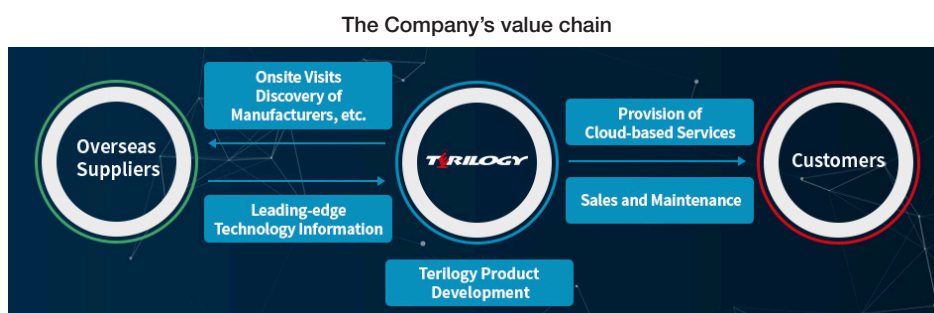 The Company’s value chain
Onsite Visits
Discovery of
Manufacturers, etc.
Overseas
Suppliers
Leading-edge
Technology Information
TERILOGY
Terilogy Product
Development
Provision of
Cloud-based Services
Sales and Maintenance
Customers